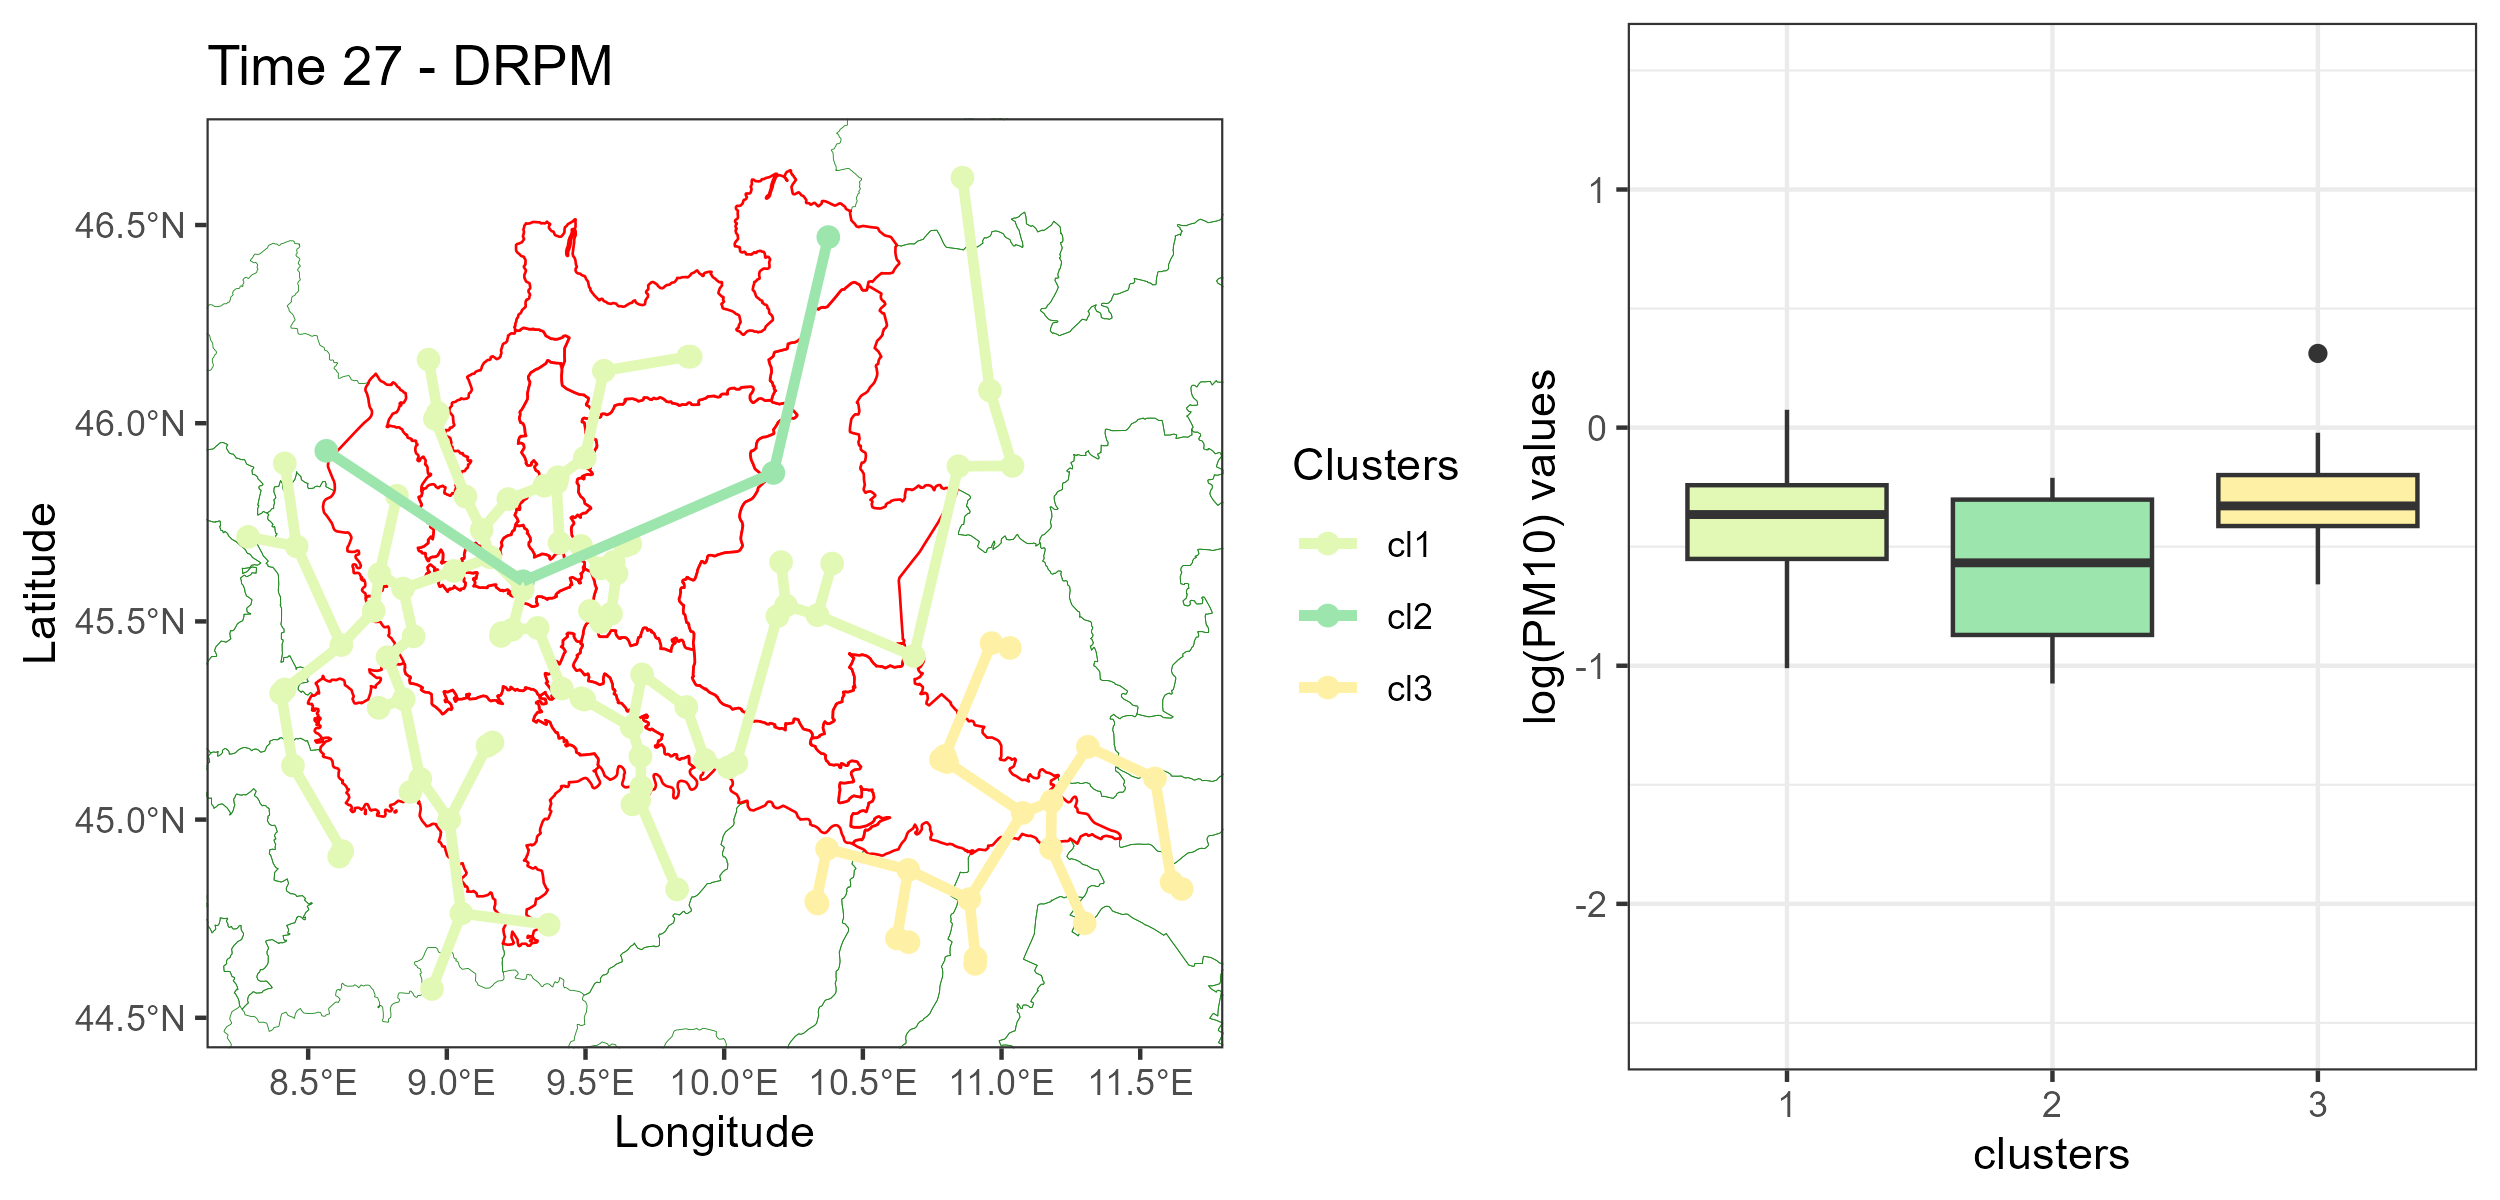 Time 27 - DRPM
Latitude
46.5°N
46.0°N
45.5°N
45.0°N
44.5°N
8.5°E 9.0°E 9.5°E 10.0°E 10.5°E 11.0°E 11.5°E
Longitude
Clusters
cl1
cl2
cl3
log(PM10) values
1
0
-1
-2
1 2 3
clusters